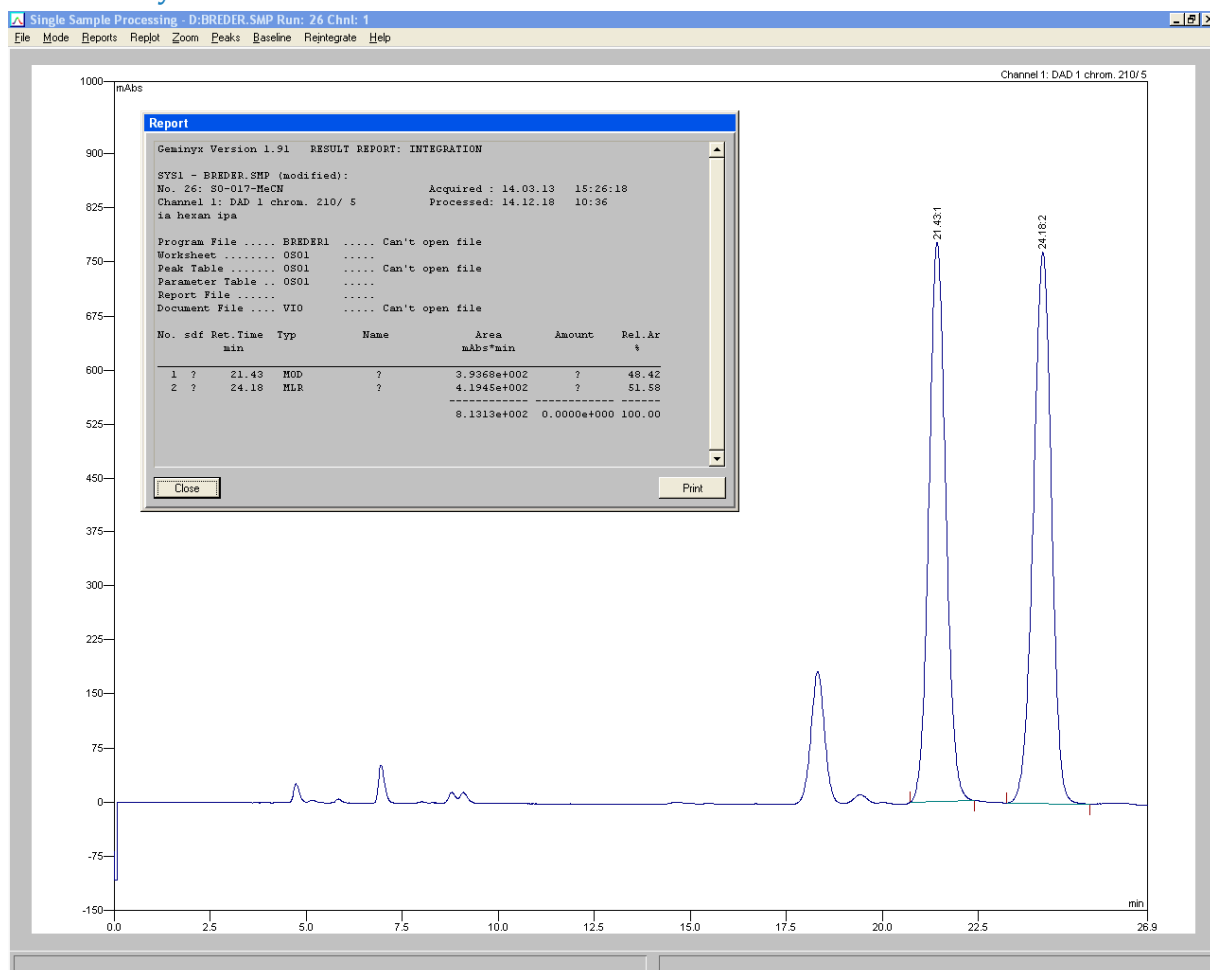 Single Sample Processing - D:BREDER.SMP Run: 26 Chnl: 1
File Mode Reports Replot Zoom Peaks Baseline Reintegrate Help
Channel 1: DAD 1 chrom. 210/ 5
mAbs
1000
900
825
750
675
600
525
450
375
300
225
150
75
0
-75
-150
Report
Geminyx Version 1.91 RESULT REPORT: INTEGRATION
SYS1 - BREDER.SMP (modified):
No. 26: SO-017-MeCN Acquired : 14.03.13 15:26:18
Channel 1: DAD 1 chrom. 210/ 5 Processed: 14.12.18 10:36
ia hexan ipa
Program File ..... BREDER1 ..... Can't open file
Worksheet ........ OS01 .....
Peak Table ....... OS01 ..... Can't open file
Parameter Table .. OS01 .....
Report File ...... .....
Document File .... VIO ..... Can't open file
No. sdf Ret.Time Typ Name Area Amount Rel.Ar
min mAbs*min %
1 ? 21.43 MOD ? 3.9368e+002 ? 48.42
2 ? 24.18 MLR ? 4.1945e+002 ? 51.58
------------ ------------ ------
8.1313e+002 0.0000e+000 100.00
Close Print
21.43:1
24.18:2
min
0.0 2.5 5.0 7.5 10.0 12.5 15.0 17.5 20.0 22.5 26.9